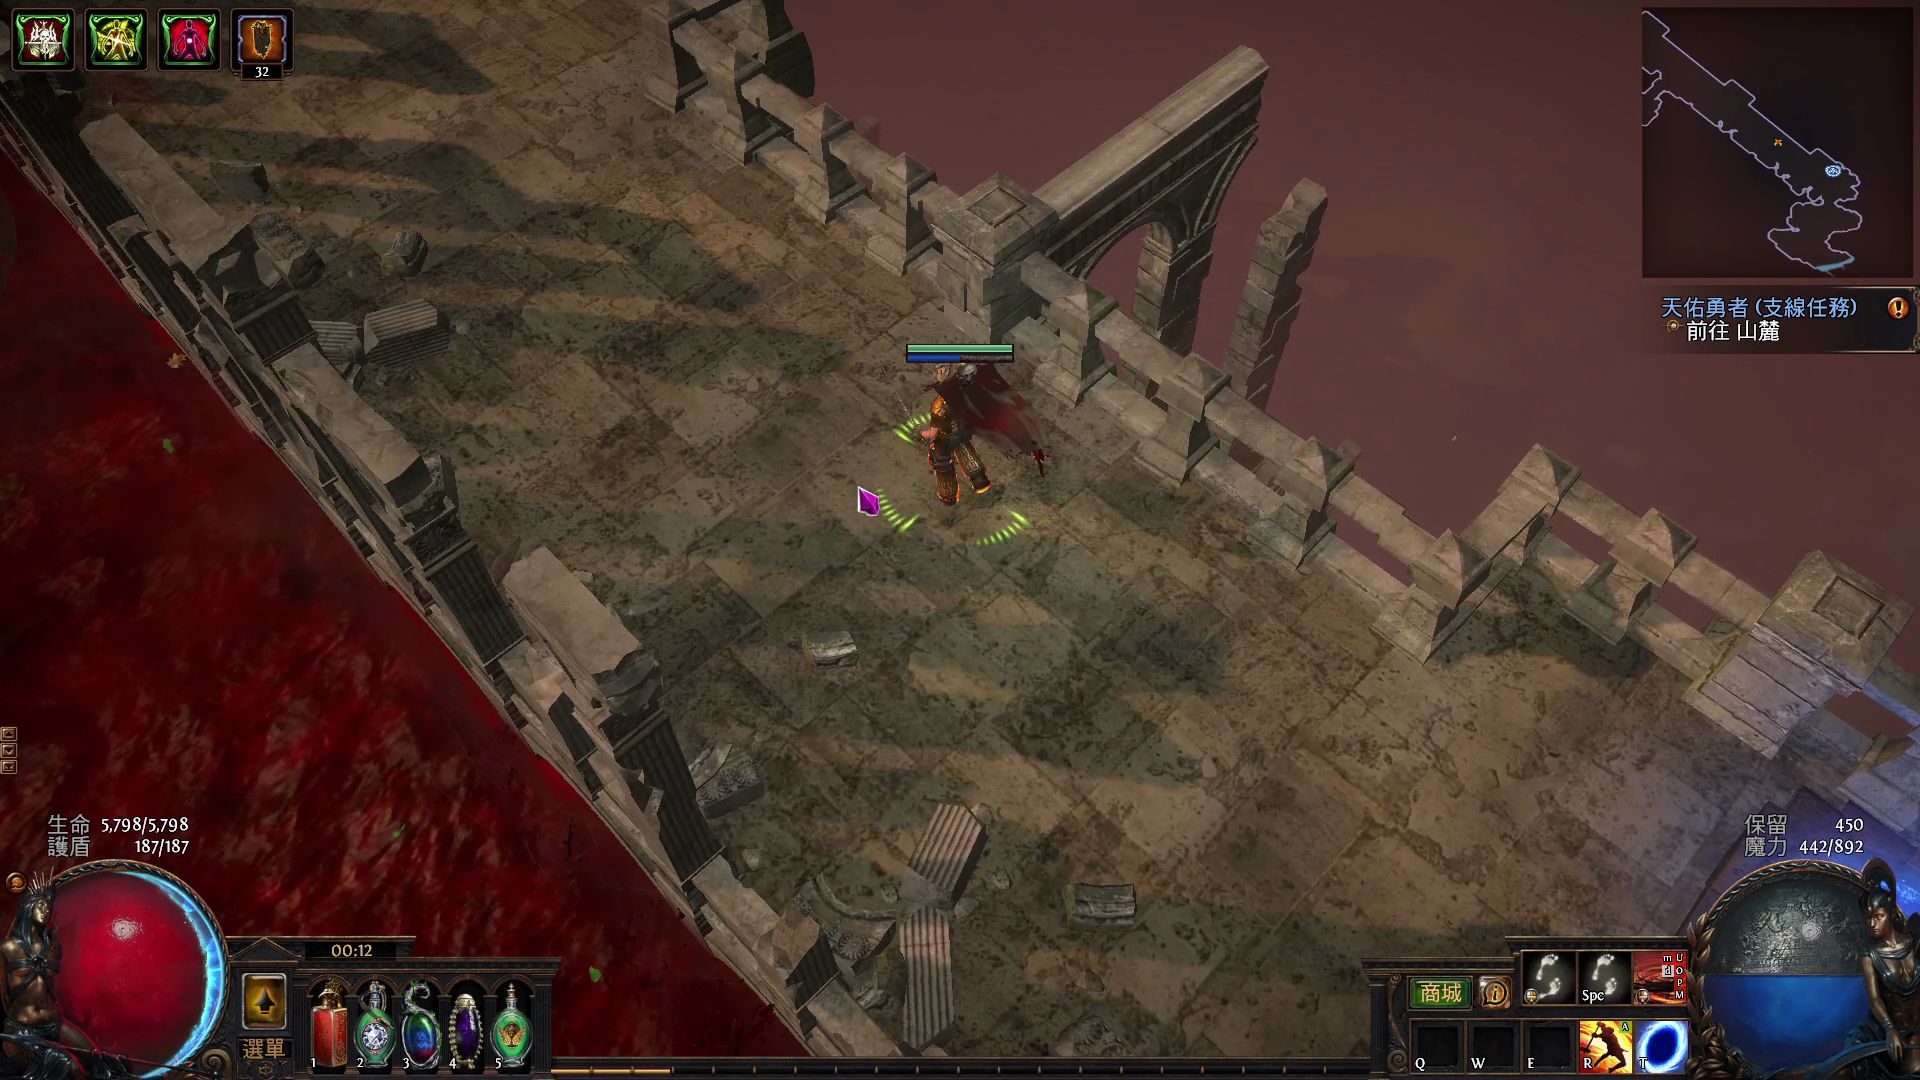 32
天佑勇者 (支線任務)
前往 山麓
生命 5,798/5,798
護盾 187/187
保留 450
魔力 442/892
00:12
選單
1 2 3 4 5
商城
Spc
m U
d O
P
M
Q W E R T
A